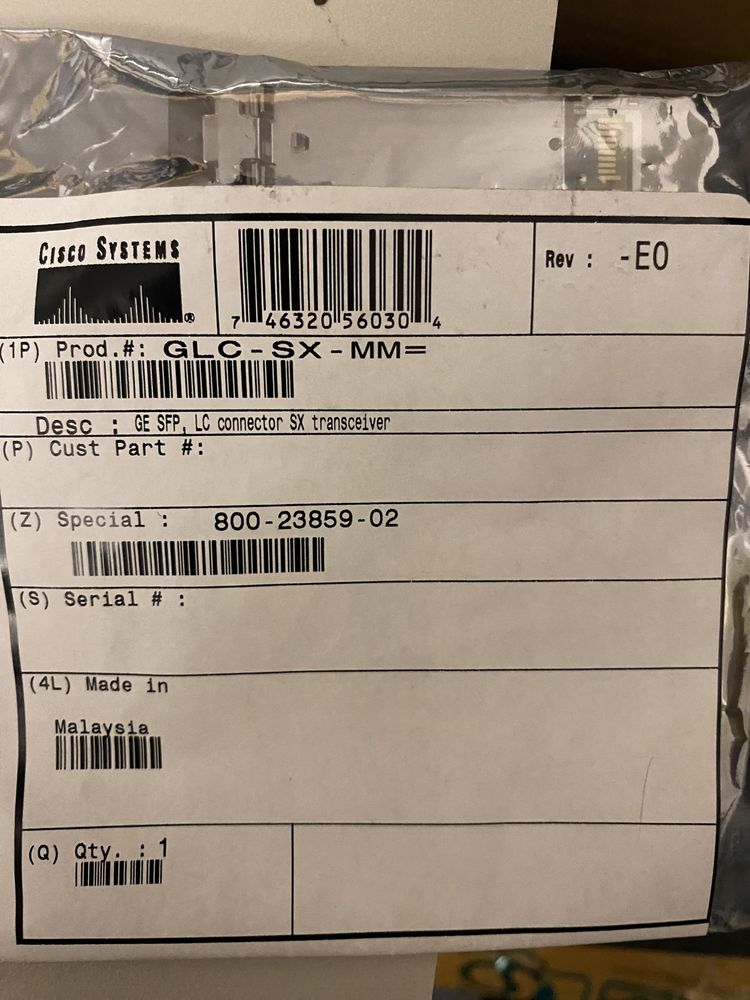 CISCO SYSTEMS
®
7 46320 56030 4
Rev : -E0
(1P) Prod.#: GLC-SX-MM=
Desc : GE SFP, LC connector SX transceiver
(P) Cust Part #:
(Z) Special : 800-23859-02
(S) Serial # :
(4L) Made in
Malaysia
(Q) Qty. : 1